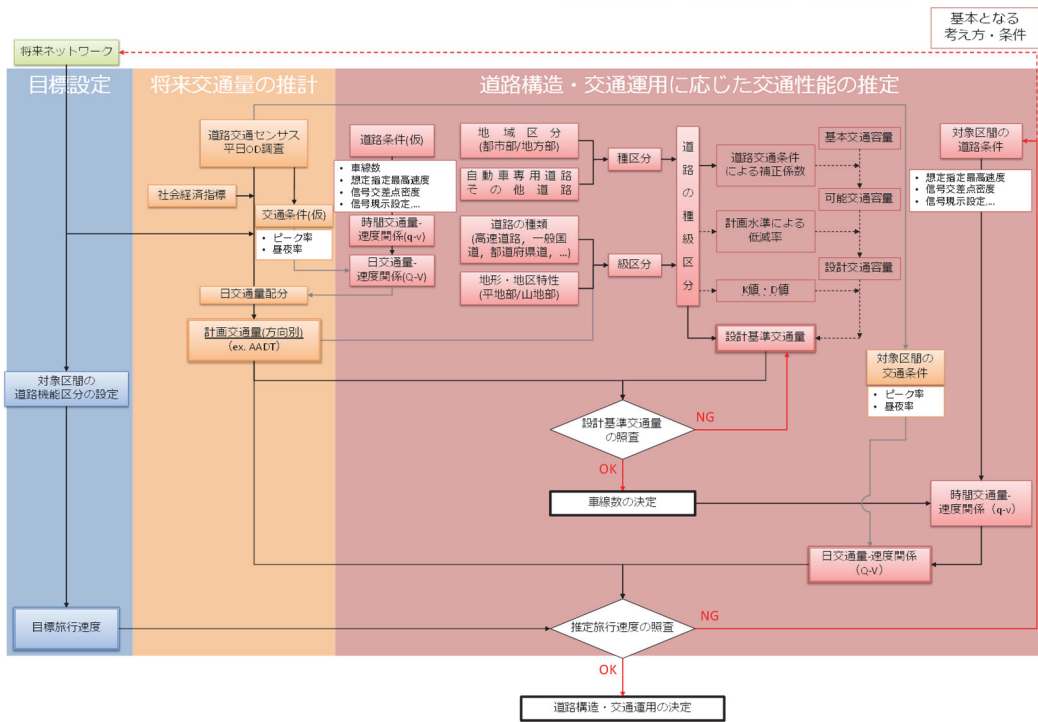 基本となる
考え方・条件
将来ネットワーク
目標設定
将来交通量の推計
道路構造・交通運用に応じた交通性能の推定
道路交通センサス
平日OD調査
社会経済指標
交通条件(仮)
• ピーク率
• 昼夜率
日交通量配分
計画交通量(方向別)
(ex. AADT)
対象区間の
道路機能区分の設定
目標旅行速度
道路条件(仮)
• 車線数
• 想定指定最高速度
• 信号交差点密度
• 信号現示設定,...
時間交通量-
速度関係(q-v)
日交通量-
速度関係(Q-V)
地域区分
(都市部/地方部)
自動車専用道路
その他道路
種区分
道路の種類
(高速道路, 一般国
道, 都道府県道, ...)
地形・地区特性
(平地部/山地部)
級区分
道路の種級区分
基本交通容量
道路交通条件
による補正係数
可能交通容量
計画水準による
低減率
設計交通容量
K値・D値
設計基準交通量
対象区間の
道路条件
• 想定指定最高速度
• 信号交差点密度
• 信号現示設定,...
対象区間の
交通条件
• ピーク率
• 昼夜率
設計基準交通量
の照査
NG
OK
車線数の決定
時間交通量-
速度関係(q-v)
日交通量-速度関係
(Q-V)
推定旅行速度の照査
NG
OK
道路構造・交通運用の決定